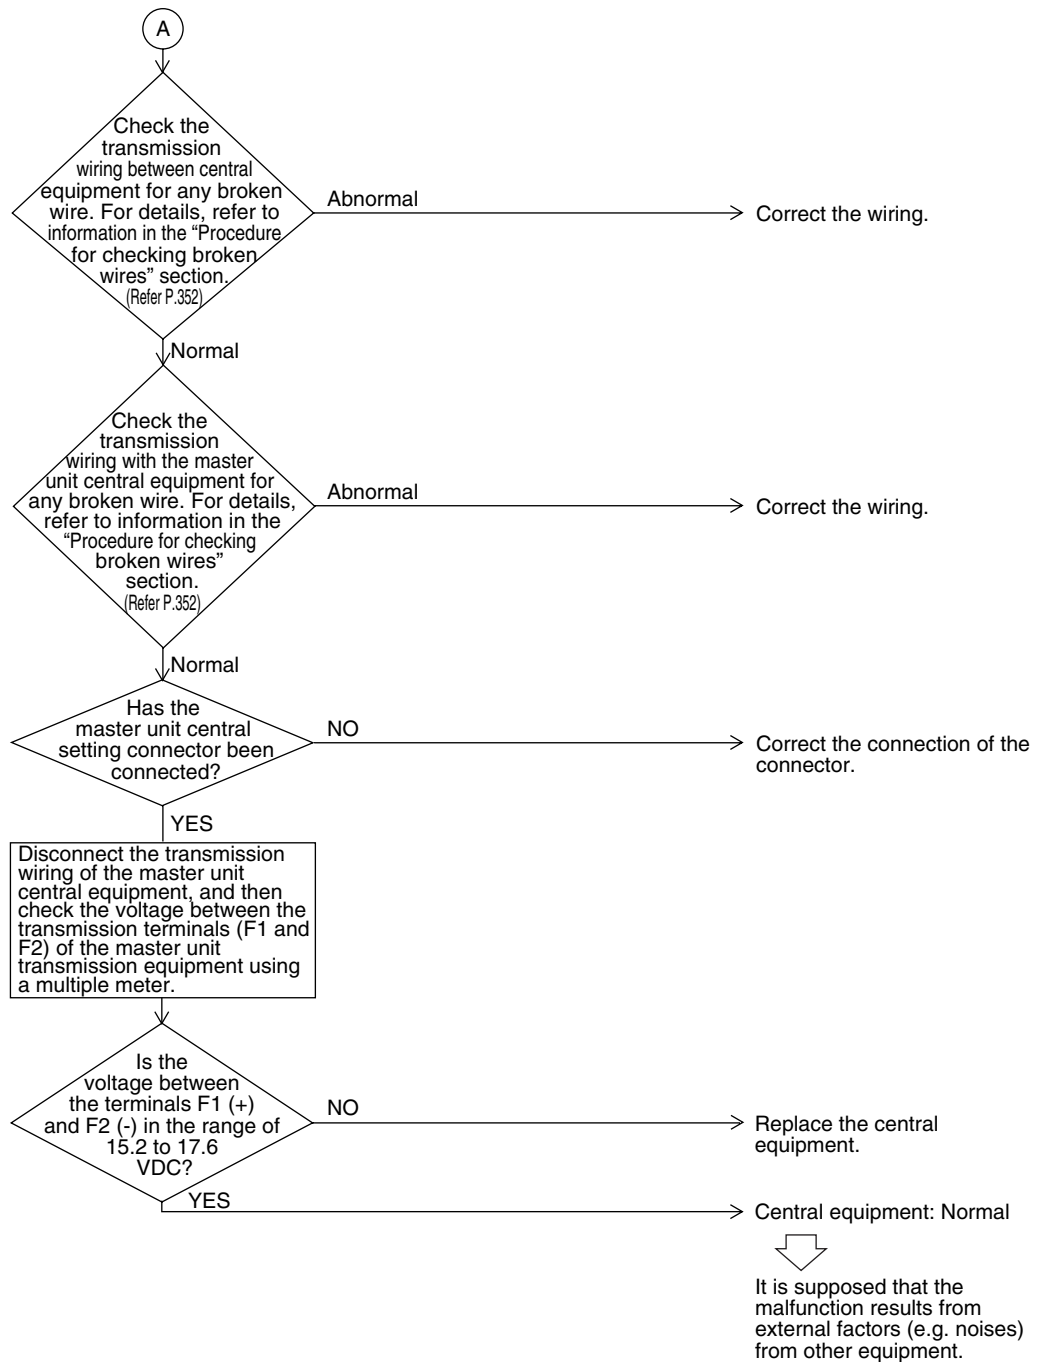 A
Check the
transmission
wiring between central
equipment for any broken
wire. For details, refer to
information in the “Procedure
for checking broken
wires” section.
(Refer P.352)
Abnormal
Correct the wiring.
Normal
Check the
transmission
wiring with the master
unit central equipment for
any broken wire. For details,
refer to information in the
“Procedure for checking
broken wires”
section.
(Refer P.352)
Abnormal
Correct the wiring.
Normal
Has the
master unit central
setting connector been
connected?
NO
Correct the connection of the
connector.
YES
Disconnect the transmission
wiring of the master unit
central equipment, and then
check the voltage between the
transmission terminals (F1 and
F2) of the master unit
transmission equipment using
a multiple meter.
Is the
voltage between
the terminals F1 (+)
and F2 (-) in the range of
15.2 to 17.6
VDC?
NO
Replace the central
equipment.
YES
Central equipment: Normal
It is supposed that the
malfunction results from
external factors (e.g. noises)
from other equipment.